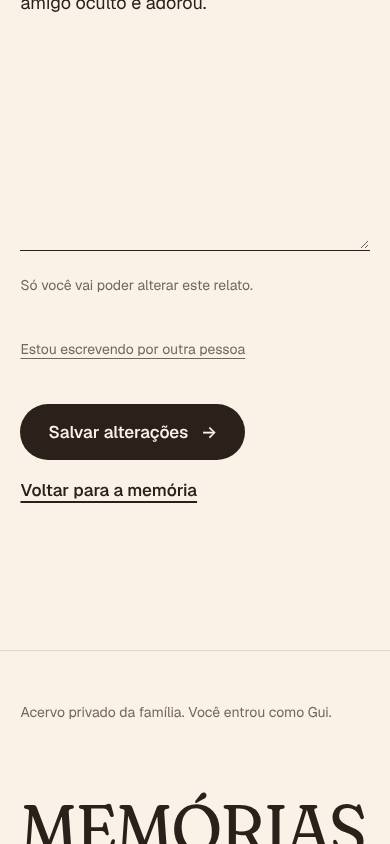 amigo oculto e adorou.
Só você vai poder alterar este relato.
Estou escrevendo por outra pessoa
Salvar alterações →
Voltar para a memória
Acervo privado da família. Você entrou como Gui.
MEMÓRIAS